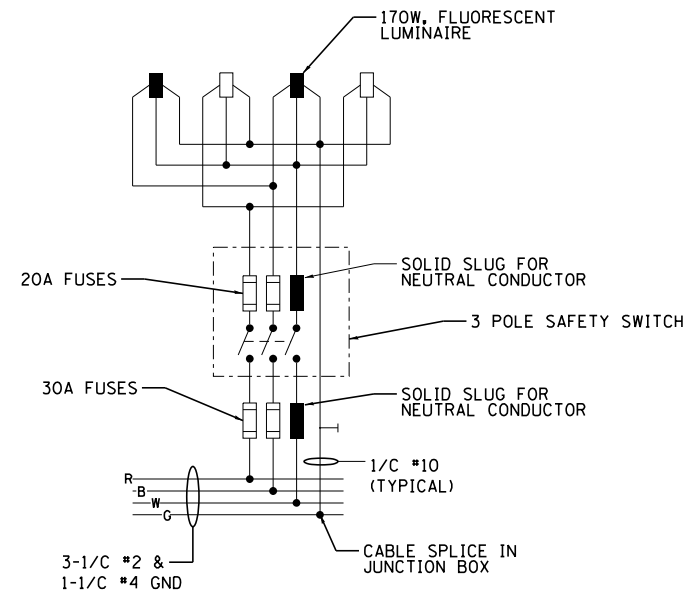 170W, FLUORESCENT
LUMINAIRE
SOLID SLUG FOR
NEUTRAL CONDUCTOR
20A FUSES
3 POLE SAFETY SWITCH
30A FUSES
SOLID SLUG FOR
NEUTRAL CONDUCTOR
1/C #10
(TYPICAL)
R
B
W
G
CABLE SPLICE IN
JUNCTION BOX
3-1/C #2 &
1-1/C #4 GND